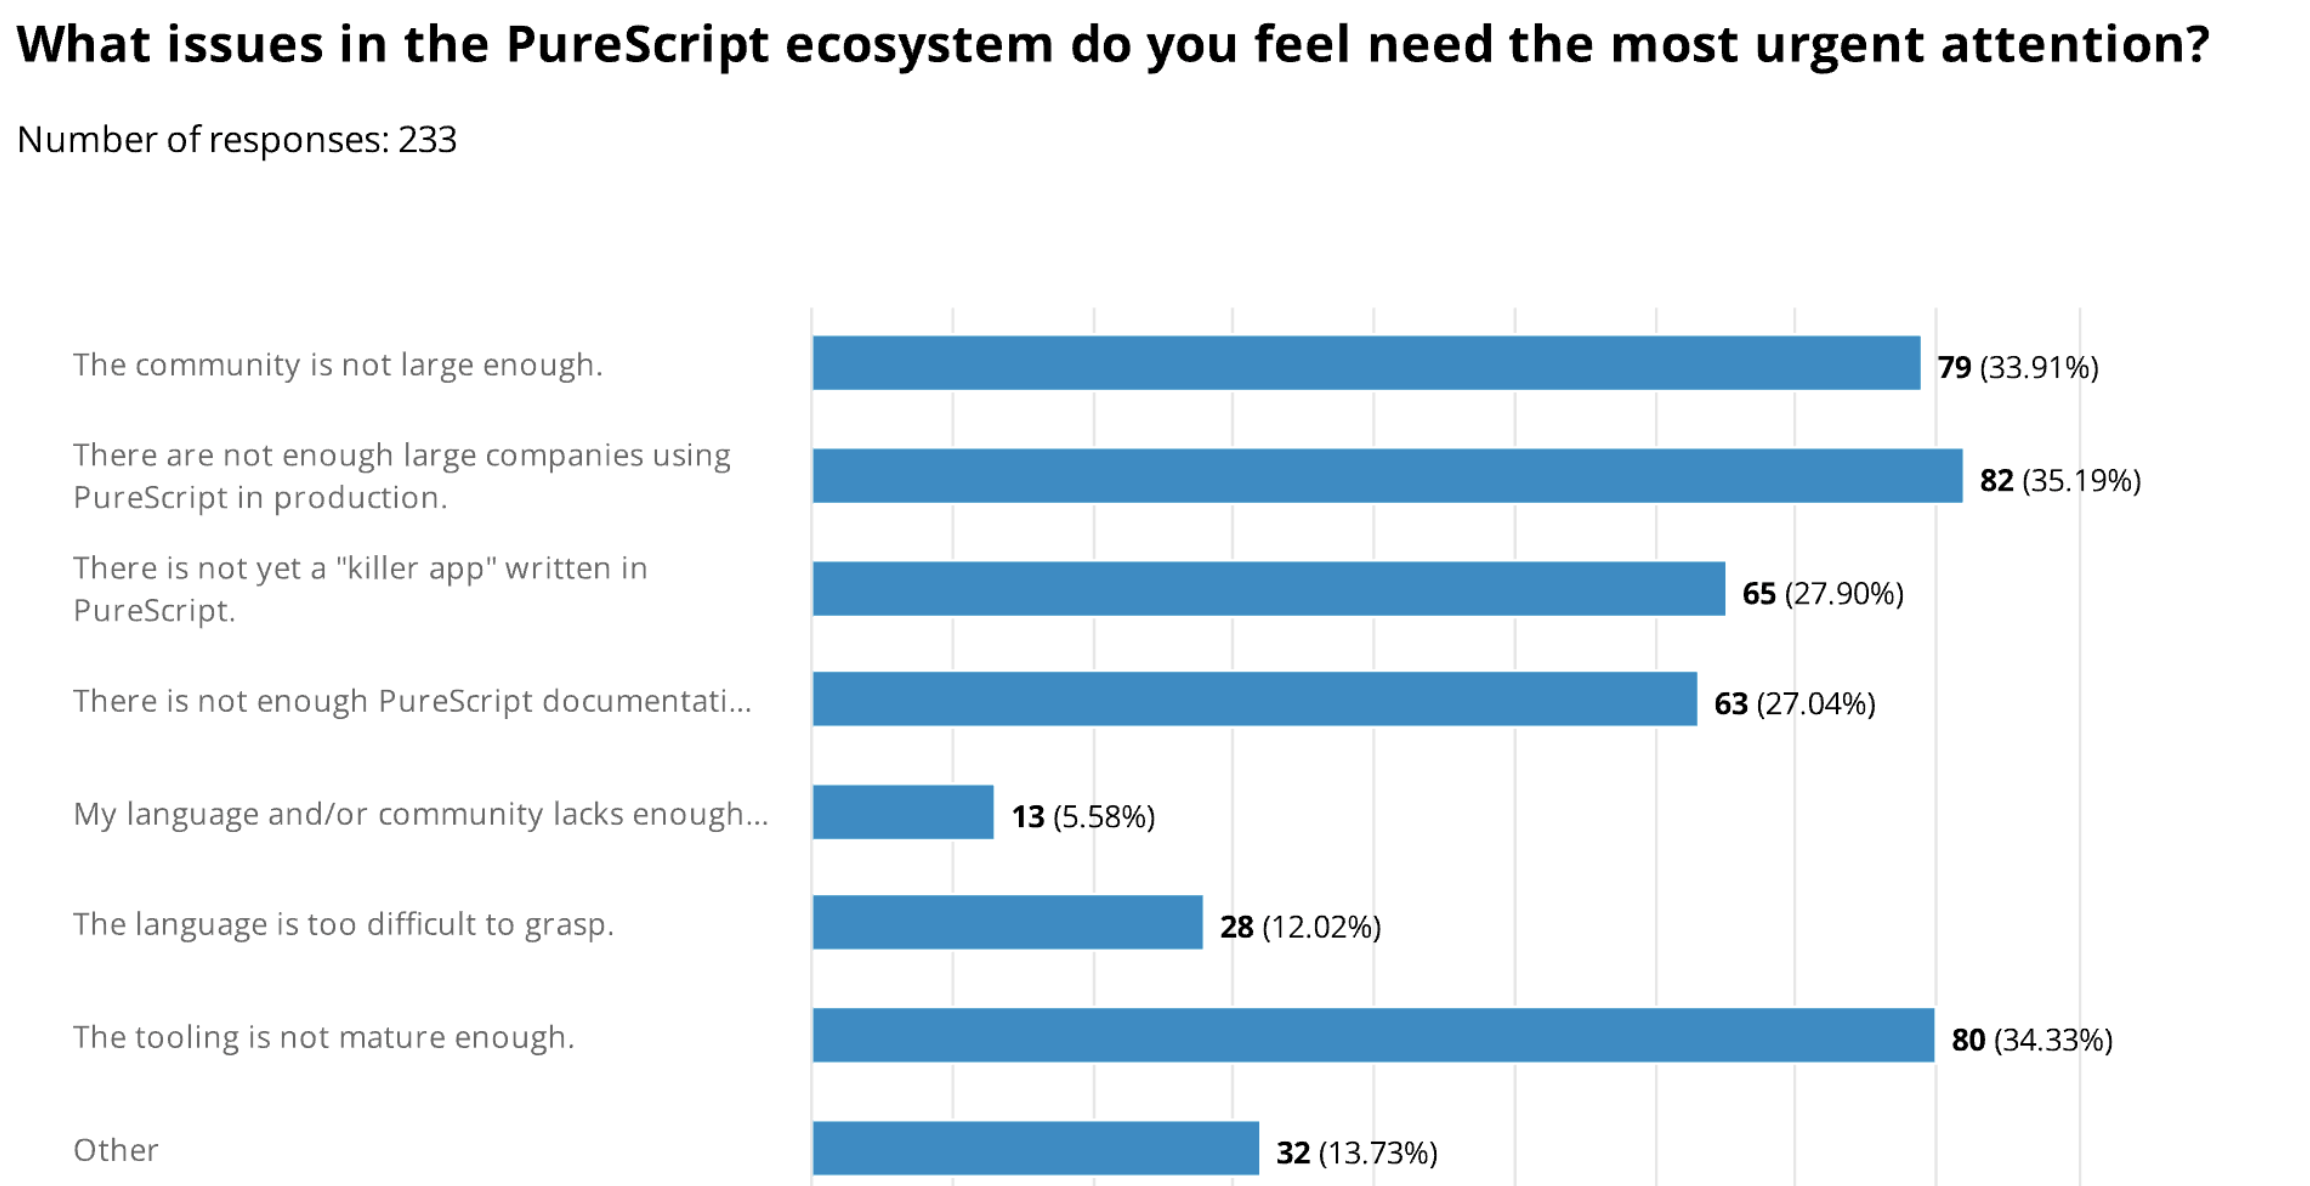 What issues in the PureScript ecosystem do you feel need the most urgent attention?
Number of responses: 233
The community is not large enough.
79 (33.91%)
There are not enough large companies using
PureScript in production.
82 (35.19%)
There is not yet a "killer app" written in
PureScript.
65 (27.90%)
There is not enough PureScript documentati...
63 (27.04%)
My language and/or community lacks enough...
13 (5.58%)
The language is too difficult to grasp.
28 (12.02%)
The tooling is not mature enough.
80 (34.33%)
Other
32 (13.73%)